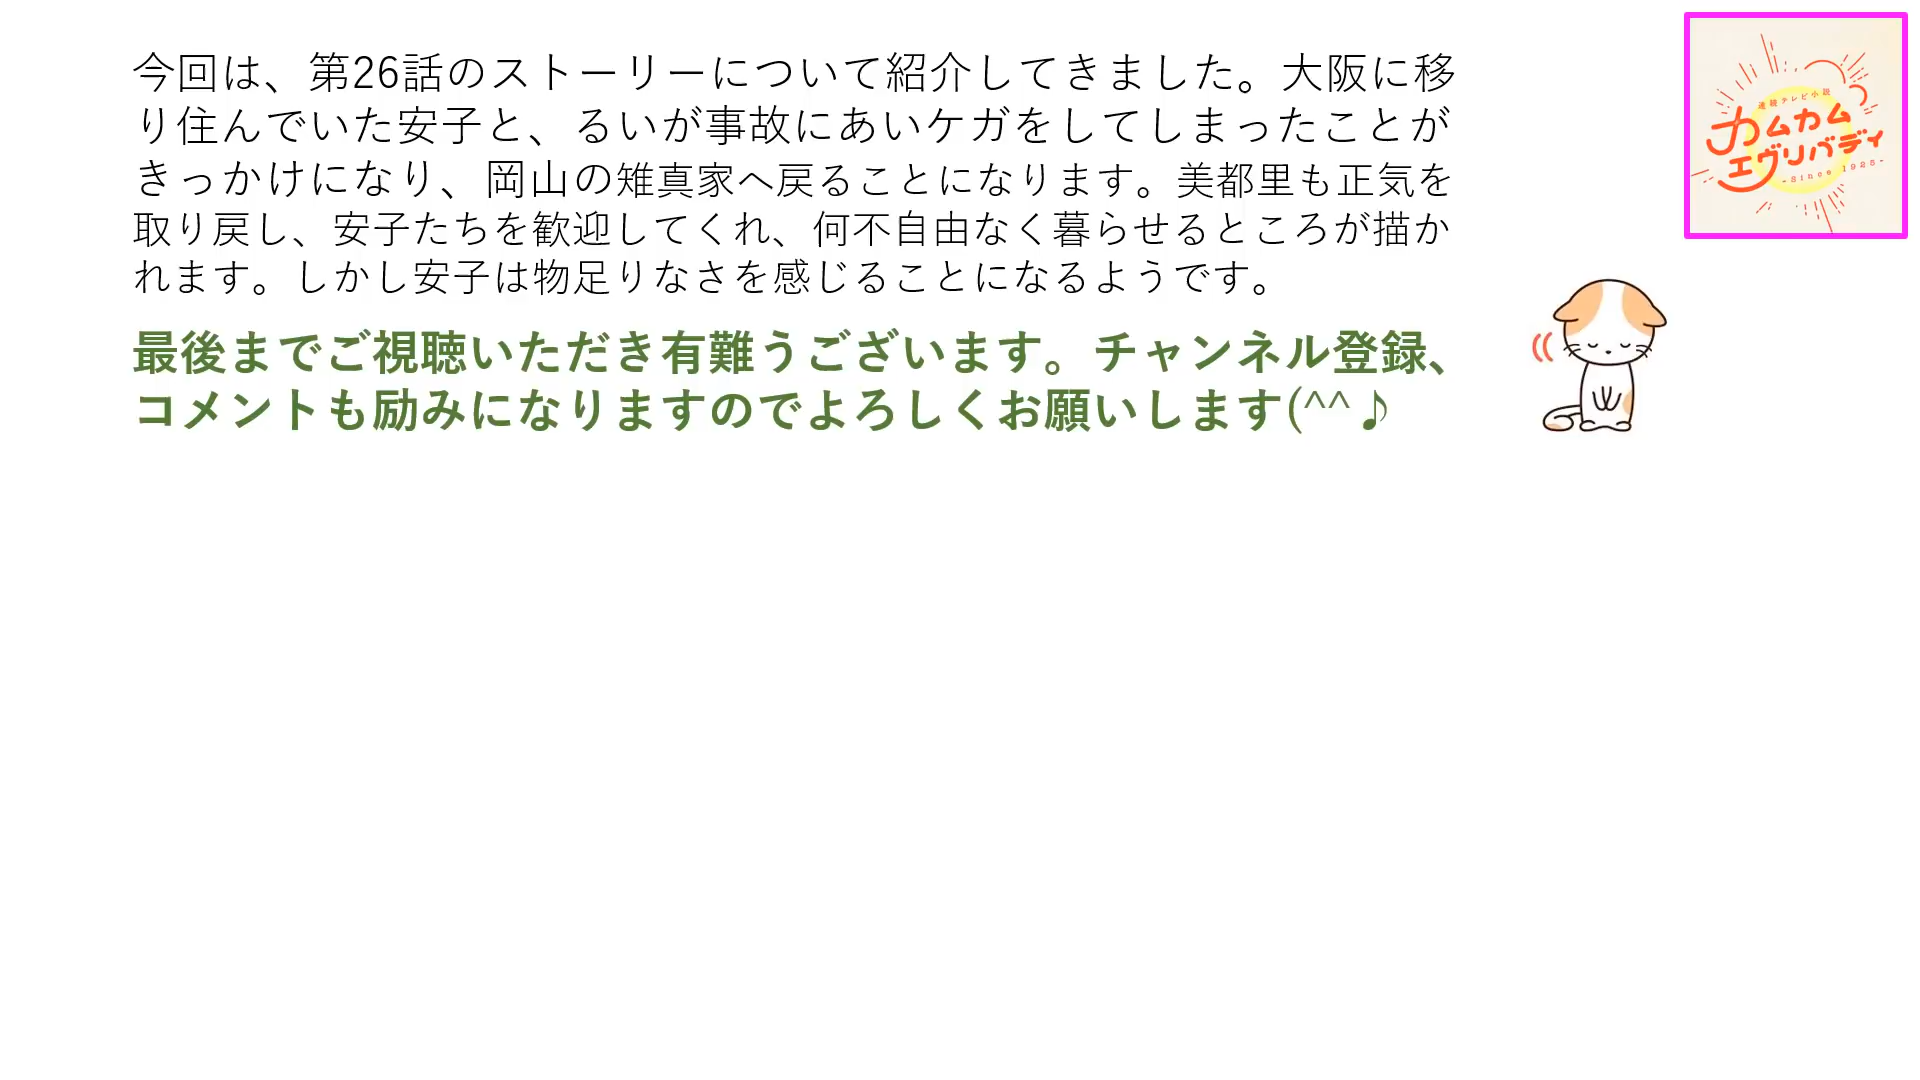 今回は、第26話のストーリーについて紹介してきました。大阪に移
り住んでいた安子と、るいが事故にあいケガをしてしまったことが
きっかけになり、岡山の雉真家へ戻ることになります。美都里も正気を
取り戻し、安子たちを歓迎してくれ、何不自由なく暮らせるところが描か
れます。しかし安子は物足りなさを感じることになるようです。
最後までご視聴いただき有難うございます。チャンネル登録、
コメントも励みになりますのでよろしくお願いします(^^♪
連続テレビ小説
カムカム
エヴリバディ
-Since 1925-